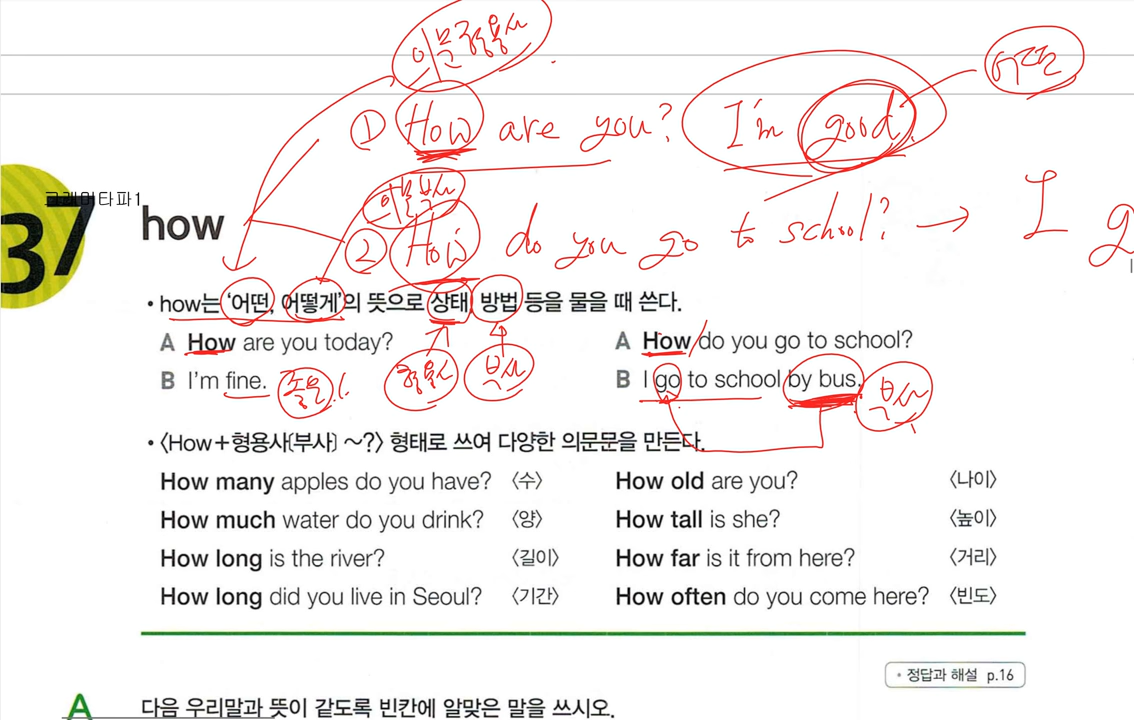 의문형용사
① How are you? I'm good.
그래머타파1
37 how
의문부사
② How do you go to school? → I g
• how는 '어떤, 어떻게'의 뜻으로 상태, 방법 등을 물을 때 쓴다.
A How are you today?
B I'm fine. 좋은
형용사 부사
A How do you go to school?
B I go to school by bus.
부사
• 〈How+형용사[부사] ~?〉 형태로 쓰여 다양한 의문문을 만든다.
How many apples do you have? 〈수〉 How old are you? 〈나이〉
How much water do you drink? 〈양〉 How tall is she? 〈높이〉
How long is the river? 〈길이〉 How far is it from here? 〈거리〉
How long did you live in Seoul? 〈기간〉 How often do you come here? 〈빈도〉
• 정답과 해설 p.16
A 다음 우리말과 뜻이 같도록 빈칸에 알맞은 말을 쓰시오.